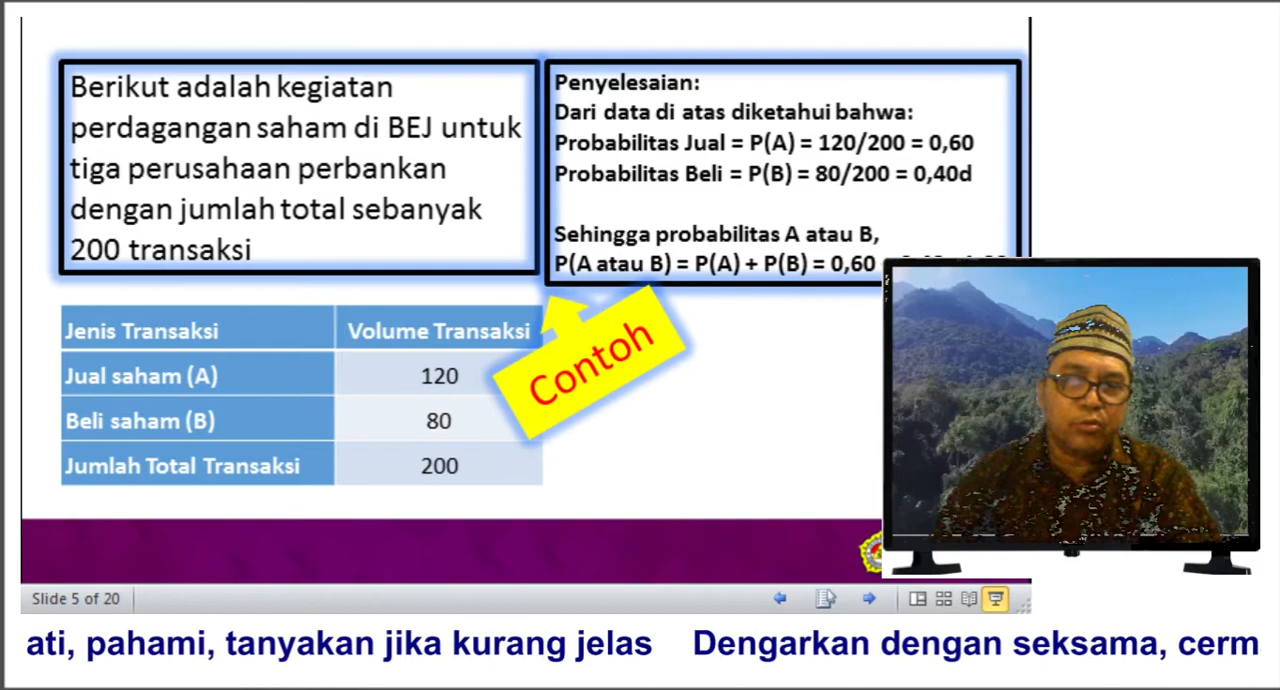 Berikut adalah kegiatan
perdagangan saham di BEJ untuk
tiga perusahaan perbankan
dengan jumlah total sebanyak
200 transaksi
Penyelesaian:
Dari data di atas diketahui bahwa:
Probabilitas Jual = P(A) = 120/200 = 0,60
Probabilitas Beli = P(B) = 80/200 = 0,40d
Sehingga probabilitas A atau B,
P(A atau B) = P(A) + P(B) = 0,60
Contoh
Jenis Transaksi Volume Transaksi
Jual saham (A) 120
Beli saham (B) 80
Jumlah Total Transaksi 200
Slide 5 of 20
ati, pahami, tanyakan jika kurang jelas Dengarkan dengan seksama, cerm